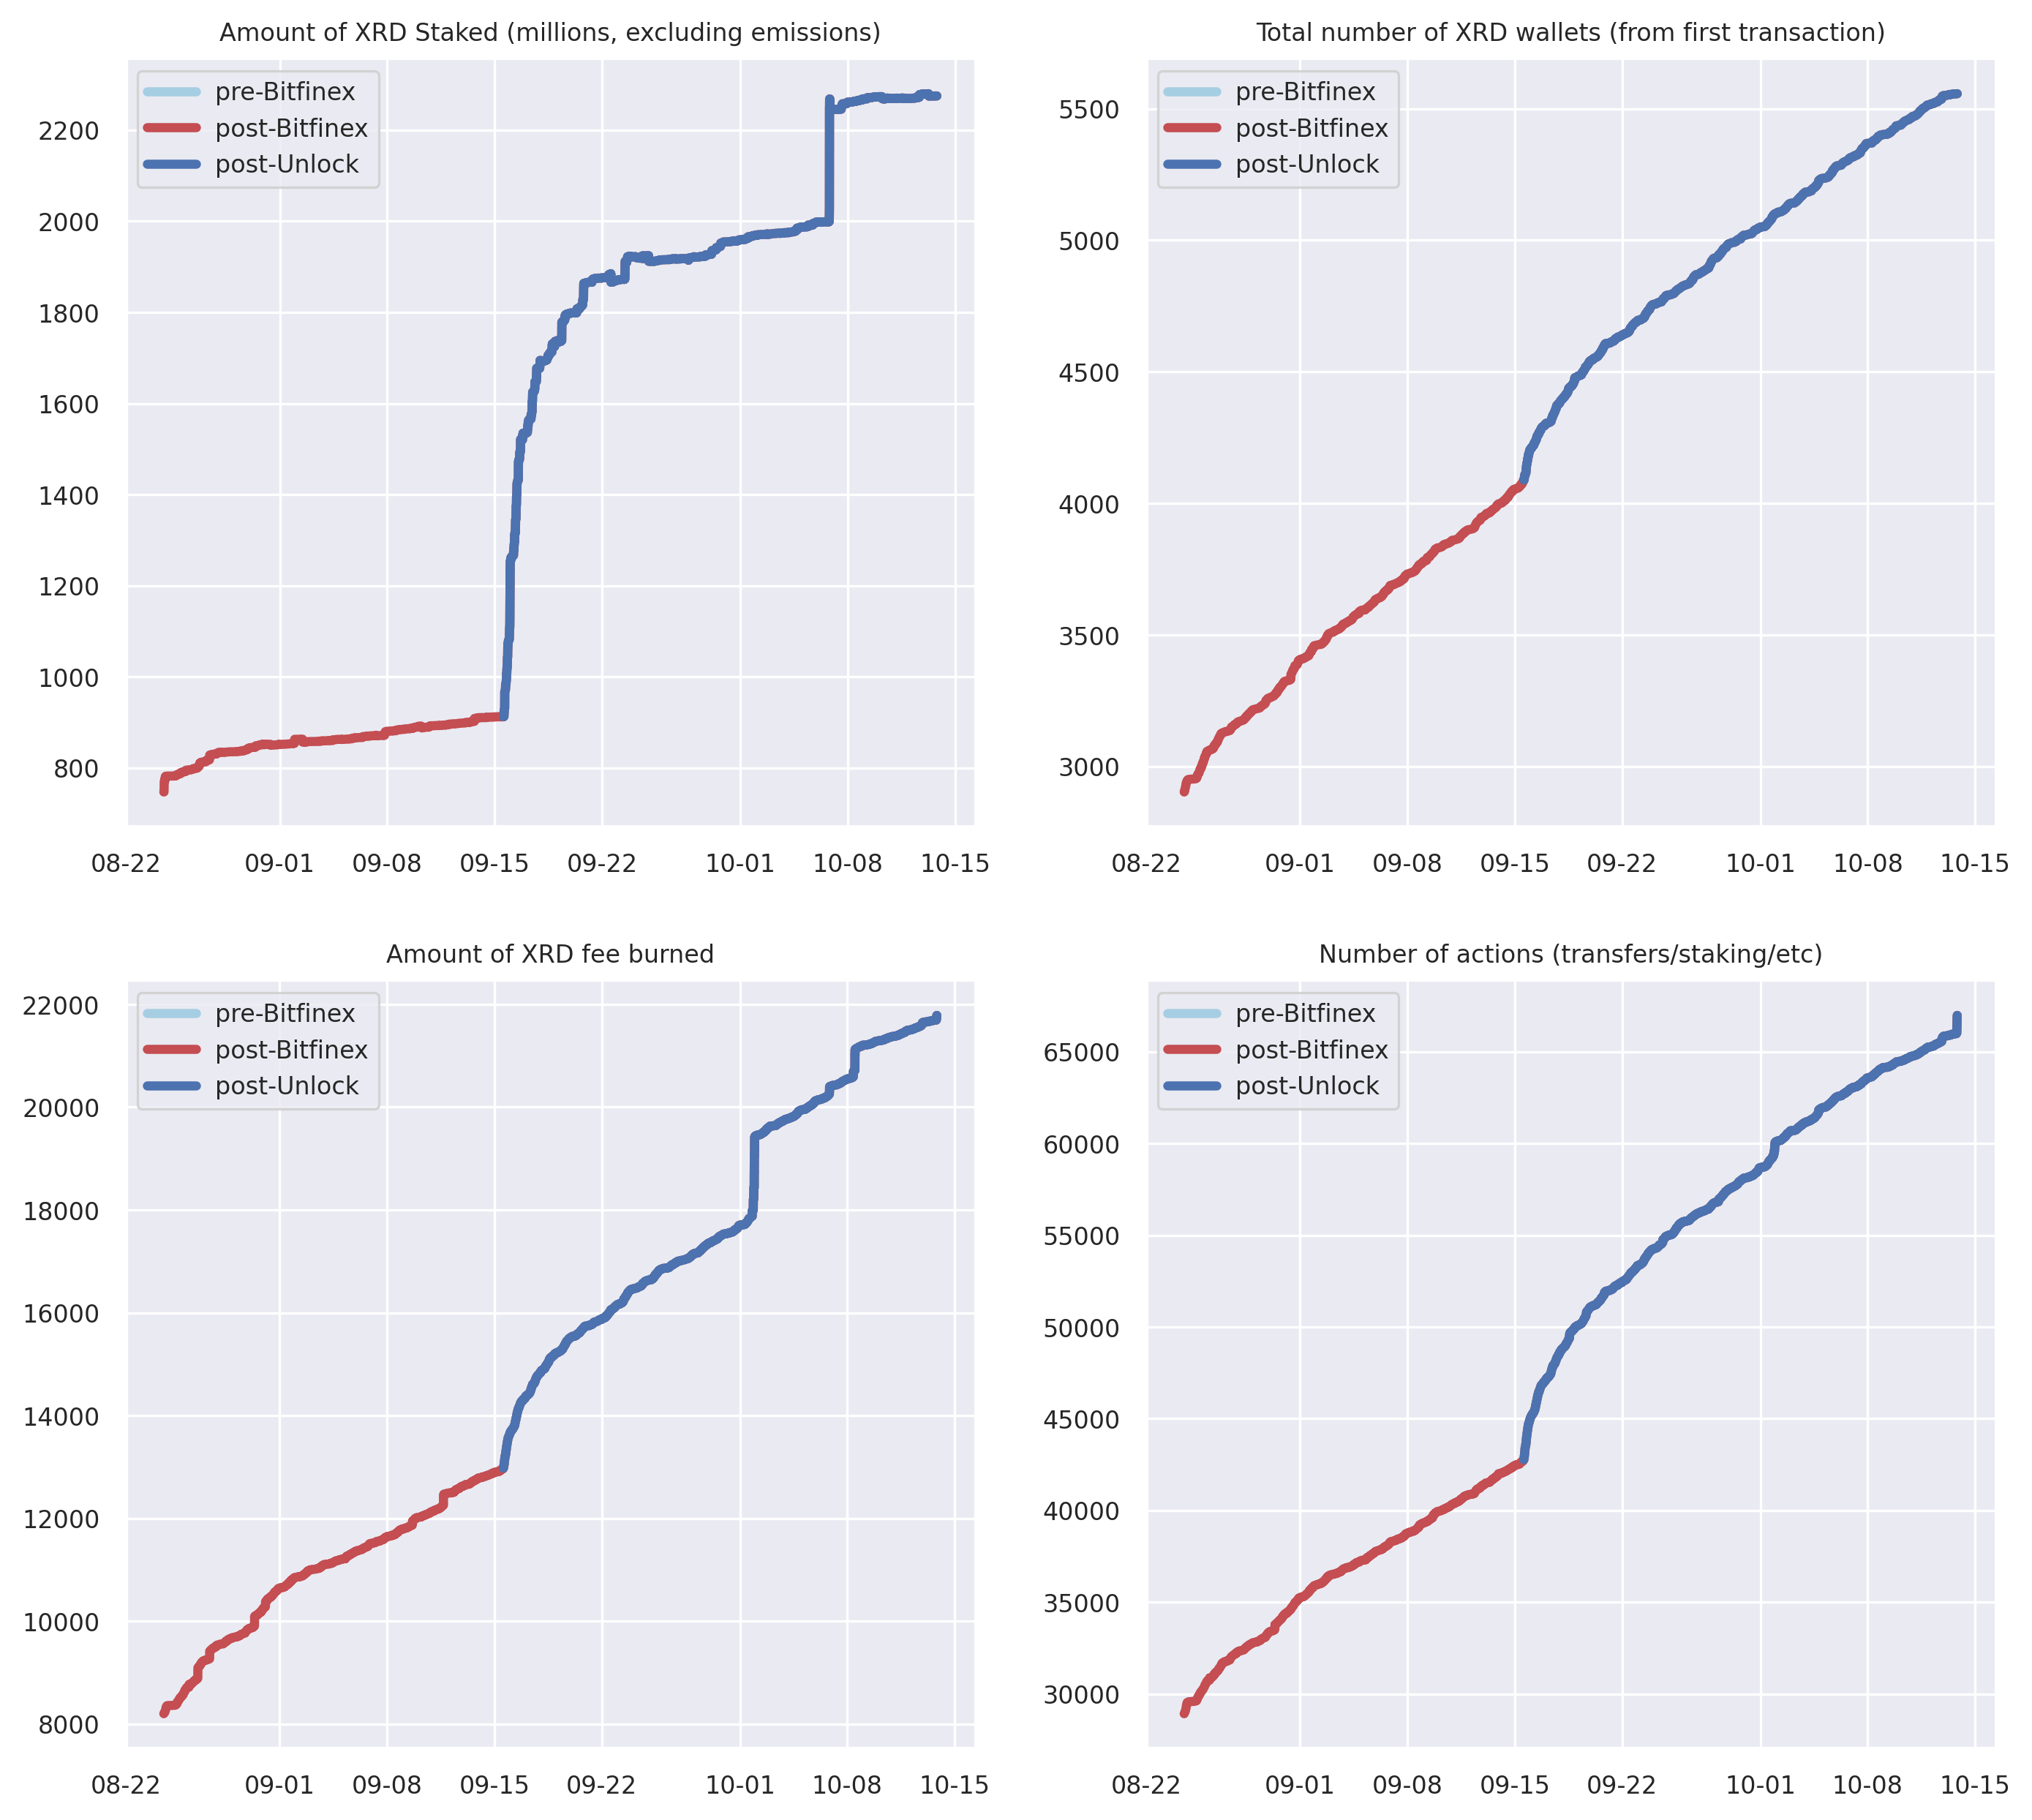 Amount of XRD Staked (millions, excluding emissions)
pre-Bitfinex
post-Bitfinex
post-Unlock
2200
2000
1800
1600
1400
1200
1000
800
08-22 09-01 09-08 09-15 09-22 10-01 10-08 10-15
Total number of XRD wallets (from first transaction)
pre-Bitfinex
post-Bitfinex
post-Unlock
5500
5000
4500
4000
3500
3000
08-22 09-01 09-08 09-15 09-22 10-01 10-08 10-15
Amount of XRD fee burned
pre-Bitfinex
post-Bitfinex
post-Unlock
22000
20000
18000
16000
14000
12000
10000
8000
08-22 09-01 09-08 09-15 09-22 10-01 10-08 10-15
Number of actions (transfers/staking/etc)
pre-Bitfinex
post-Bitfinex
post-Unlock
65000
60000
55000
50000
45000
40000
35000
30000
08-22 09-01 09-08 09-15 09-22 10-01 10-08 10-15